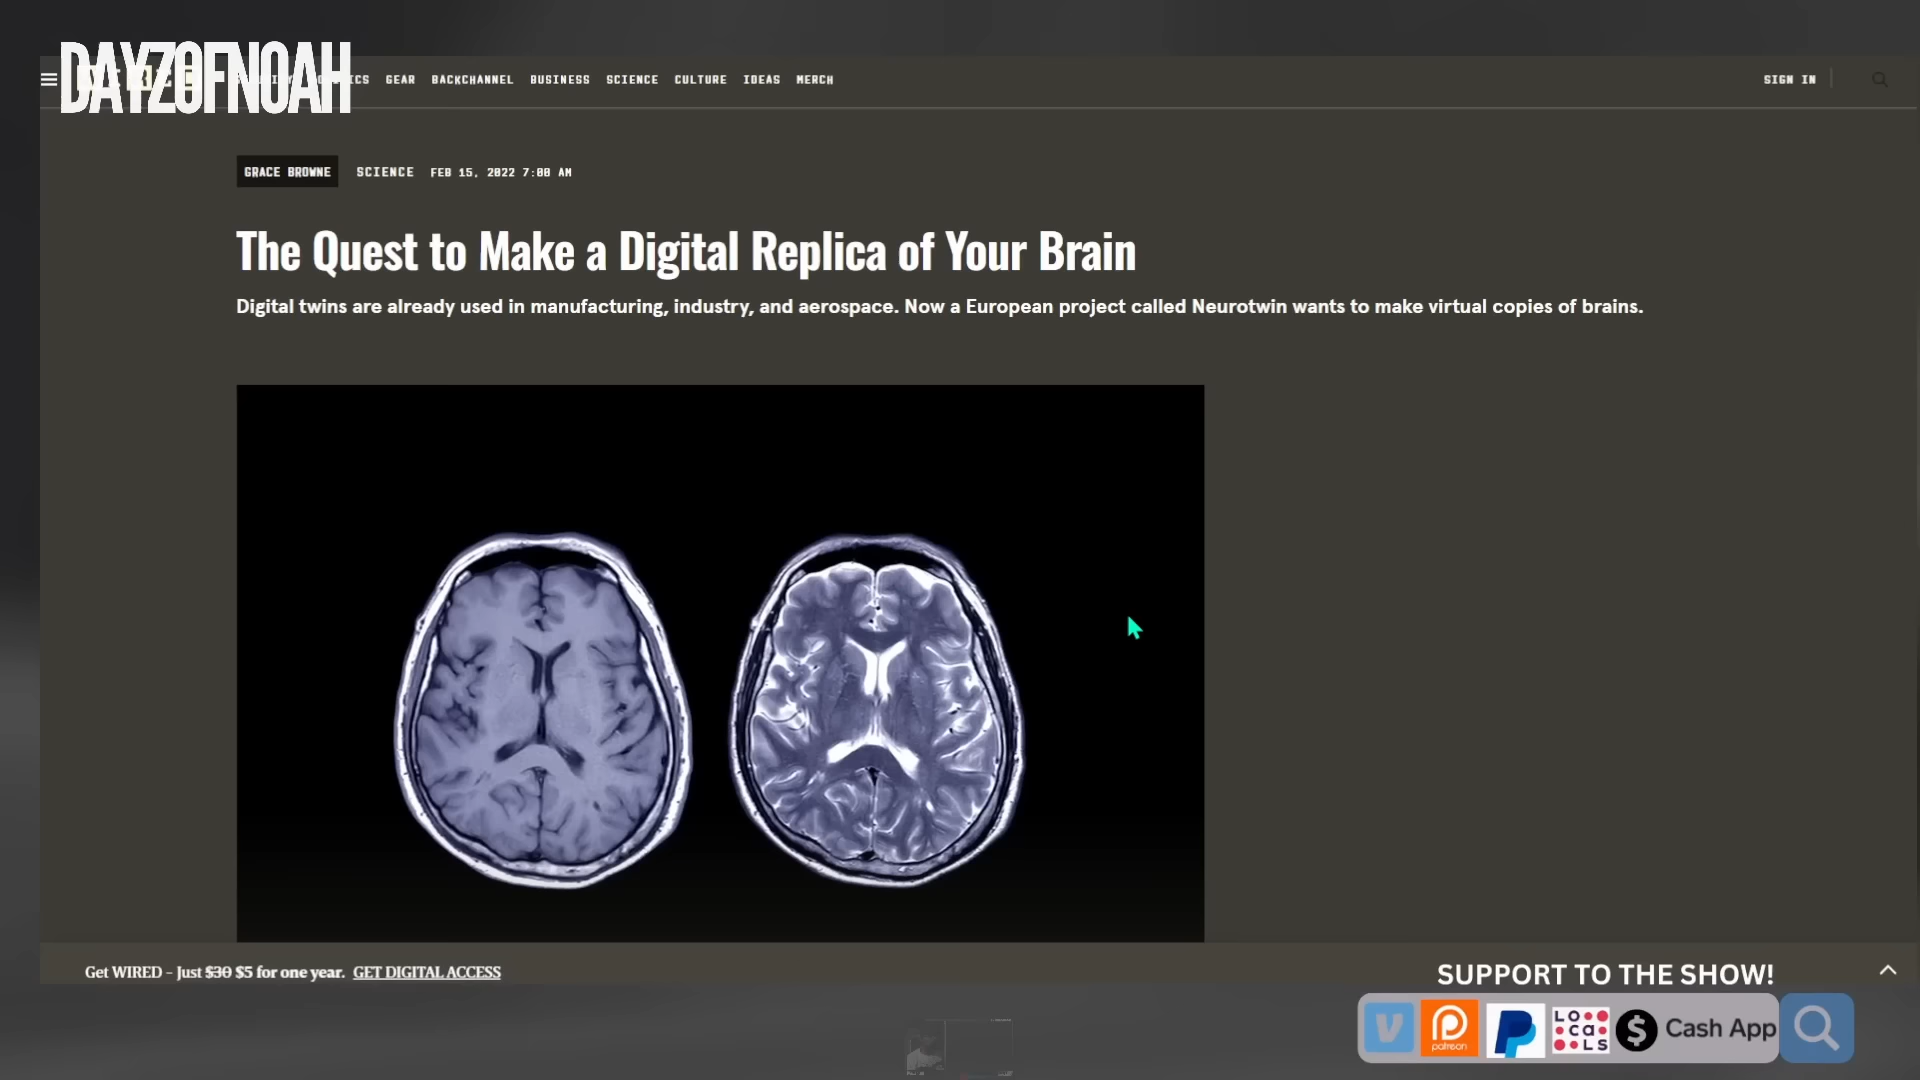 DAYZOFNOAH
GEAR BACKCHANNEL BUSINESS SCIENCE CULTURE IDEAS MERCH
SIGN IN
GRACE BROWNE SCIENCE FEB 15, 2022 7:00 AM
The Quest to Make a Digital Replica of Your Brain
Digital twins are already used in manufacturing, industry, and aerospace. Now a European project called Neurotwin wants to make virtual copies of brains.
Get WIRED - Just $30 $5 for one year. GET DIGITAL ACCESS
SUPPORT TO THE SHOW!
patreon
LOcaLS
Cash App